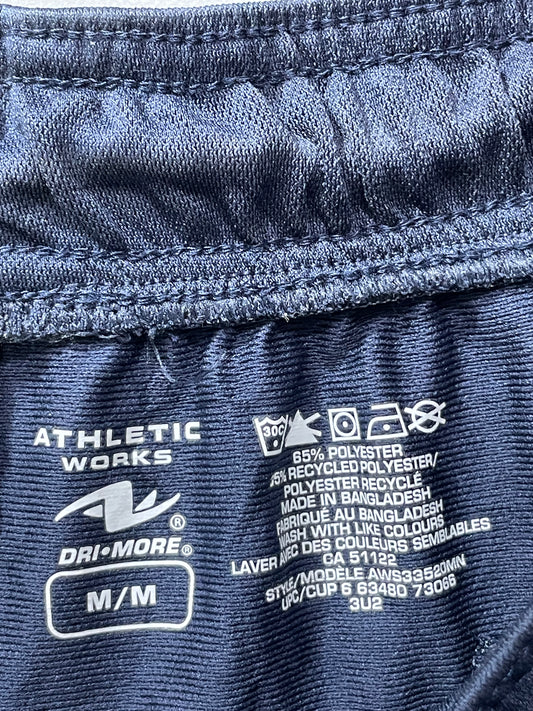 ATHLETIC
WORKS
®
DRI•MORE®
M/M
30C
65% POLYESTER
35% RECYCLED POLYESTER/
POLYESTER RECYCLÉ
MADE IN BANGLADESH
FABRIQUÉ AU BANGLADESH
WASH WITH LIKE COLOURS
LAVER AVEC DES COULEURS SEMBLABLES
CA 51122
STYLE/MODÈLE AWS33520MN
UPC/CUP 6 63480 73066
3U2